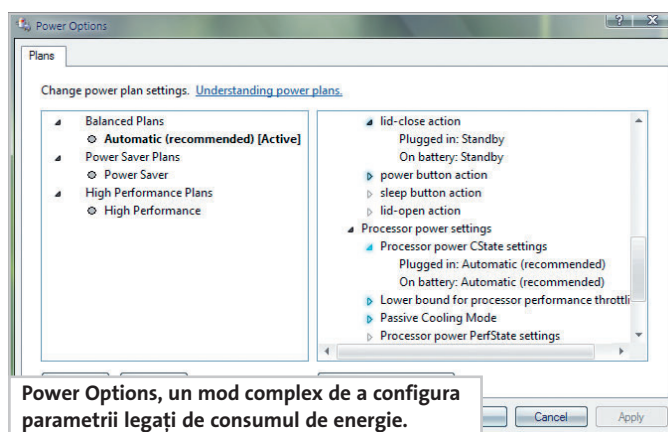 Power Options
Plans
Change power plan settings. Understanding power plans.
Balanced Plans
Automatic (recommended) [Active]
Power Saver Plans
Power Saver
High Performance Plans
High Performance
lid-close action
Plugged in: Standby
On battery: Standby
power button action
sleep button action
lid-open action
Processor power settings
Processor power CState settings
Plugged in: Automatic (recommended)
On battery: Automatic (recommended)
Lower bound for processor performance throttli
Passive Cooling Mode
Processor power PerfState settings
Cancel
Apply
Power Options, un mod complex de a configura
parametrii legați de consumul de energie.